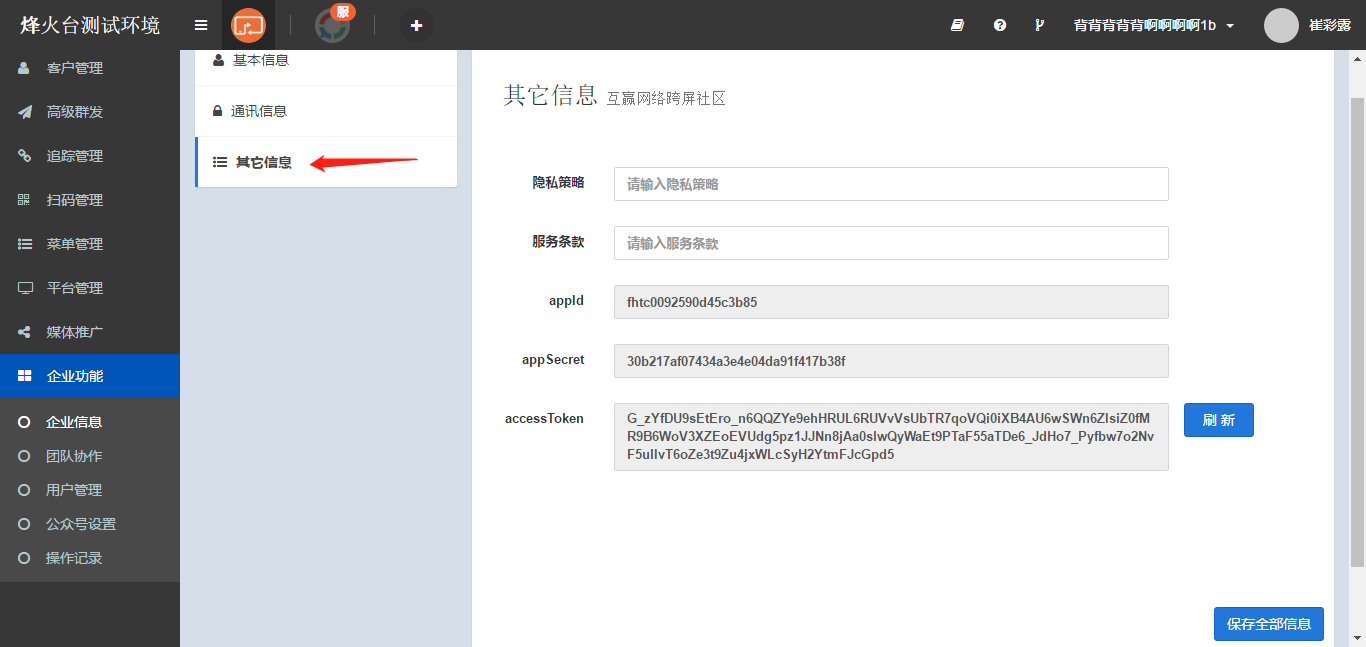 烽火台测试环境
服
背背背背背啊啊啊啊1b
崔彩露
客户管理
高级群发
追踪管理
扫码管理
菜单管理
平台管理
媒体推广
企业功能
企业信息
团队协作
用户管理
公众号设置
操作记录
基本信息
通讯信息
其它信息
其它信息 互赢网络跨屏社区
隐私策略 请输入隐私策略
服务条款 请输入服务条款
appId fhtc0092590d45c3b85
appSecret 30b217af07434a3e4e04da91f417b38f
accessToken G_zYfDU9sEtEro_n6QQZYe9ehHRUL6RUVvVsUbTR7qoVQi0iXB4AU6wSWn6ZIsiZ0fM
R9B6WoV3XZEoEVUdg5pz1JJNn8jAa0slwQyWaEt9PTaF55aTDe6_JdHo7_Pyfbw7o2Nv
F5uIlvT6oZe3t9Zu4jxWLcSyH2YtmFJcGpd5
刷 新
保存全部信息